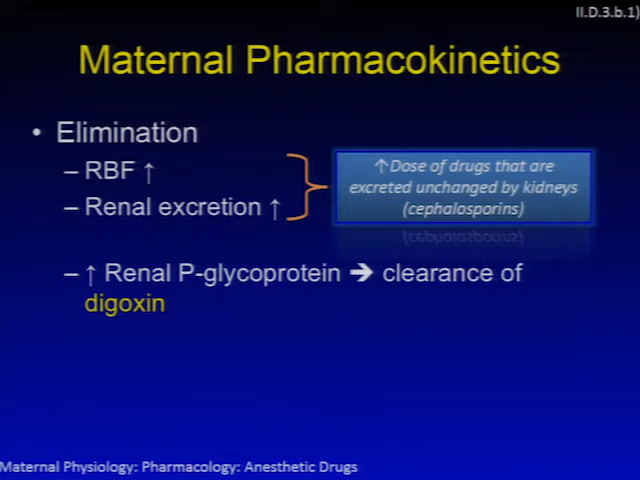 II.D.3.b.1)
Maternal Pharmacokinetics
• Elimination
– RBF ↑
– Renal excretion ↑
↑Dose of drugs that are
excreted unchanged by kidneys
(cephalosporins)
– ↑ Renal P-glycoprotein ➔ clearance of
digoxin
Maternal Physiology: Pharmacology: Anesthetic Drugs